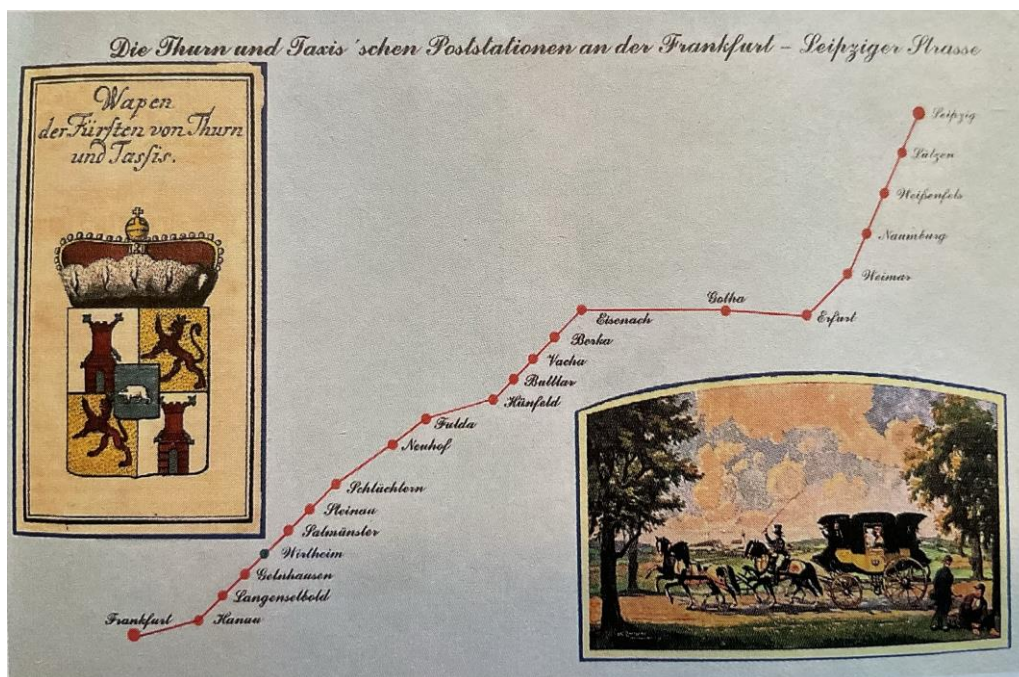 Die Thurn und Taxis´schen Poststationen an der Frankfurt – Leipziger Strasse
Wapen
der Fürsten von Thurn
und Tassis.
Leipzig
Lützen
Weißenfels
Naumburg
Weimar
Erfurt
Gotha
Eisenach
Berka
Vacha
Buttlar
Hünfeld
Fulda
Neuhof
Schlüchtern
Steinau
Salmünster
Wirtheim
Gelnhausen
Langenselbold
Hanau
Frankfurt